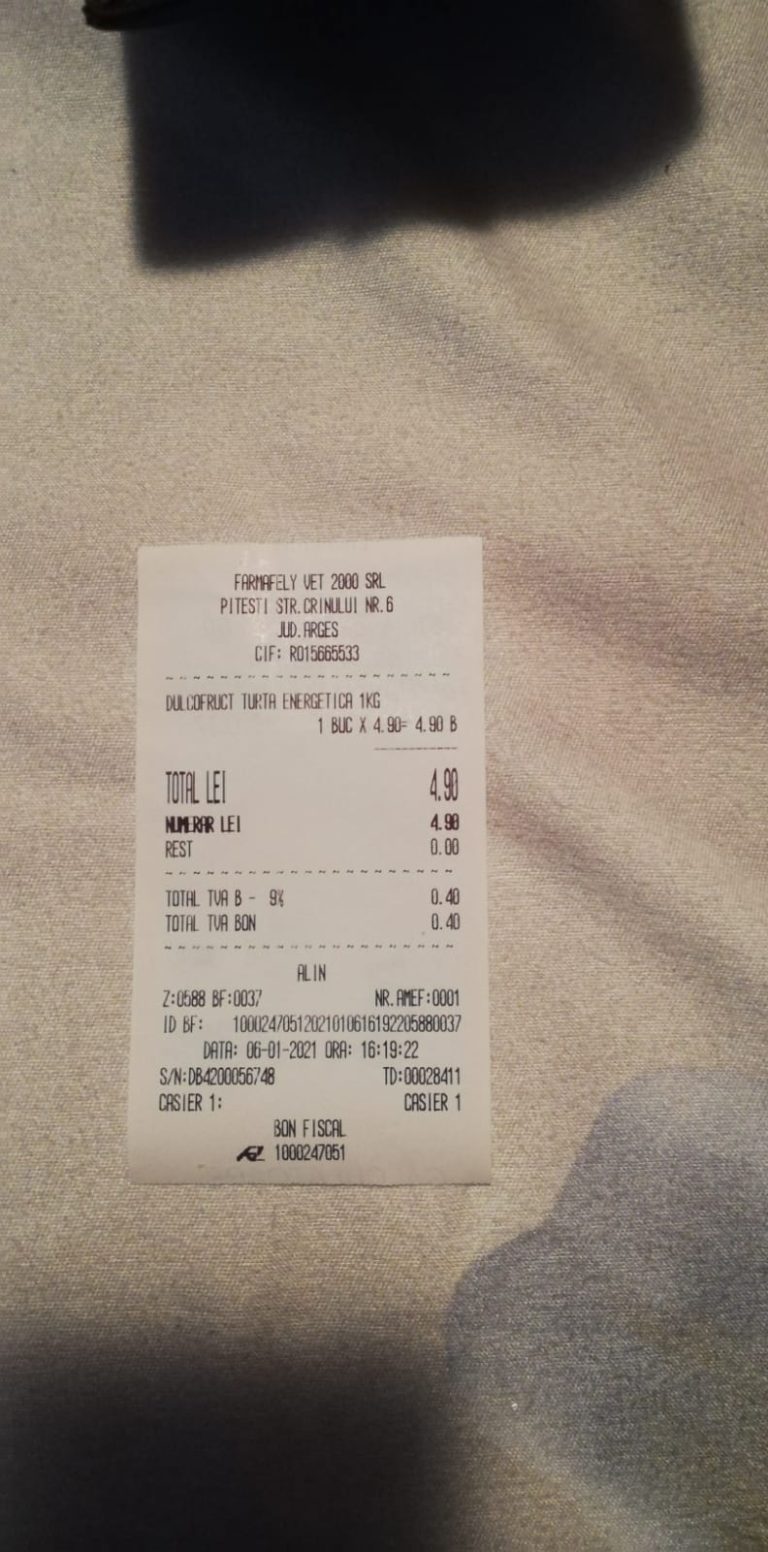 FARMAFELY VET 2000 SRL
PITESTI STR.CRINULUI NR.6
JUD.ARGES
CIF: RO15665533
DULCOFRUCT TURTA ENERGETICA 1KG
1 BUC X 4.90= 4.90 B
TOTAL LEI 4.90
NUMERAR LEI 4.90
REST 0.00
TOTAL TVA B - 9% 0.40
TOTAL TVA BON 0.40
ALIN
Z:0588 BF:0037 NR.AMEF:0001
ID BF: 10002470512021010616192205880037
DATA: 06-01-2021 ORA: 16:19:22
S/N:DB4200056748 TD:00028411
CASIER 1: CASIER 1
BON FISCAL
1000247051